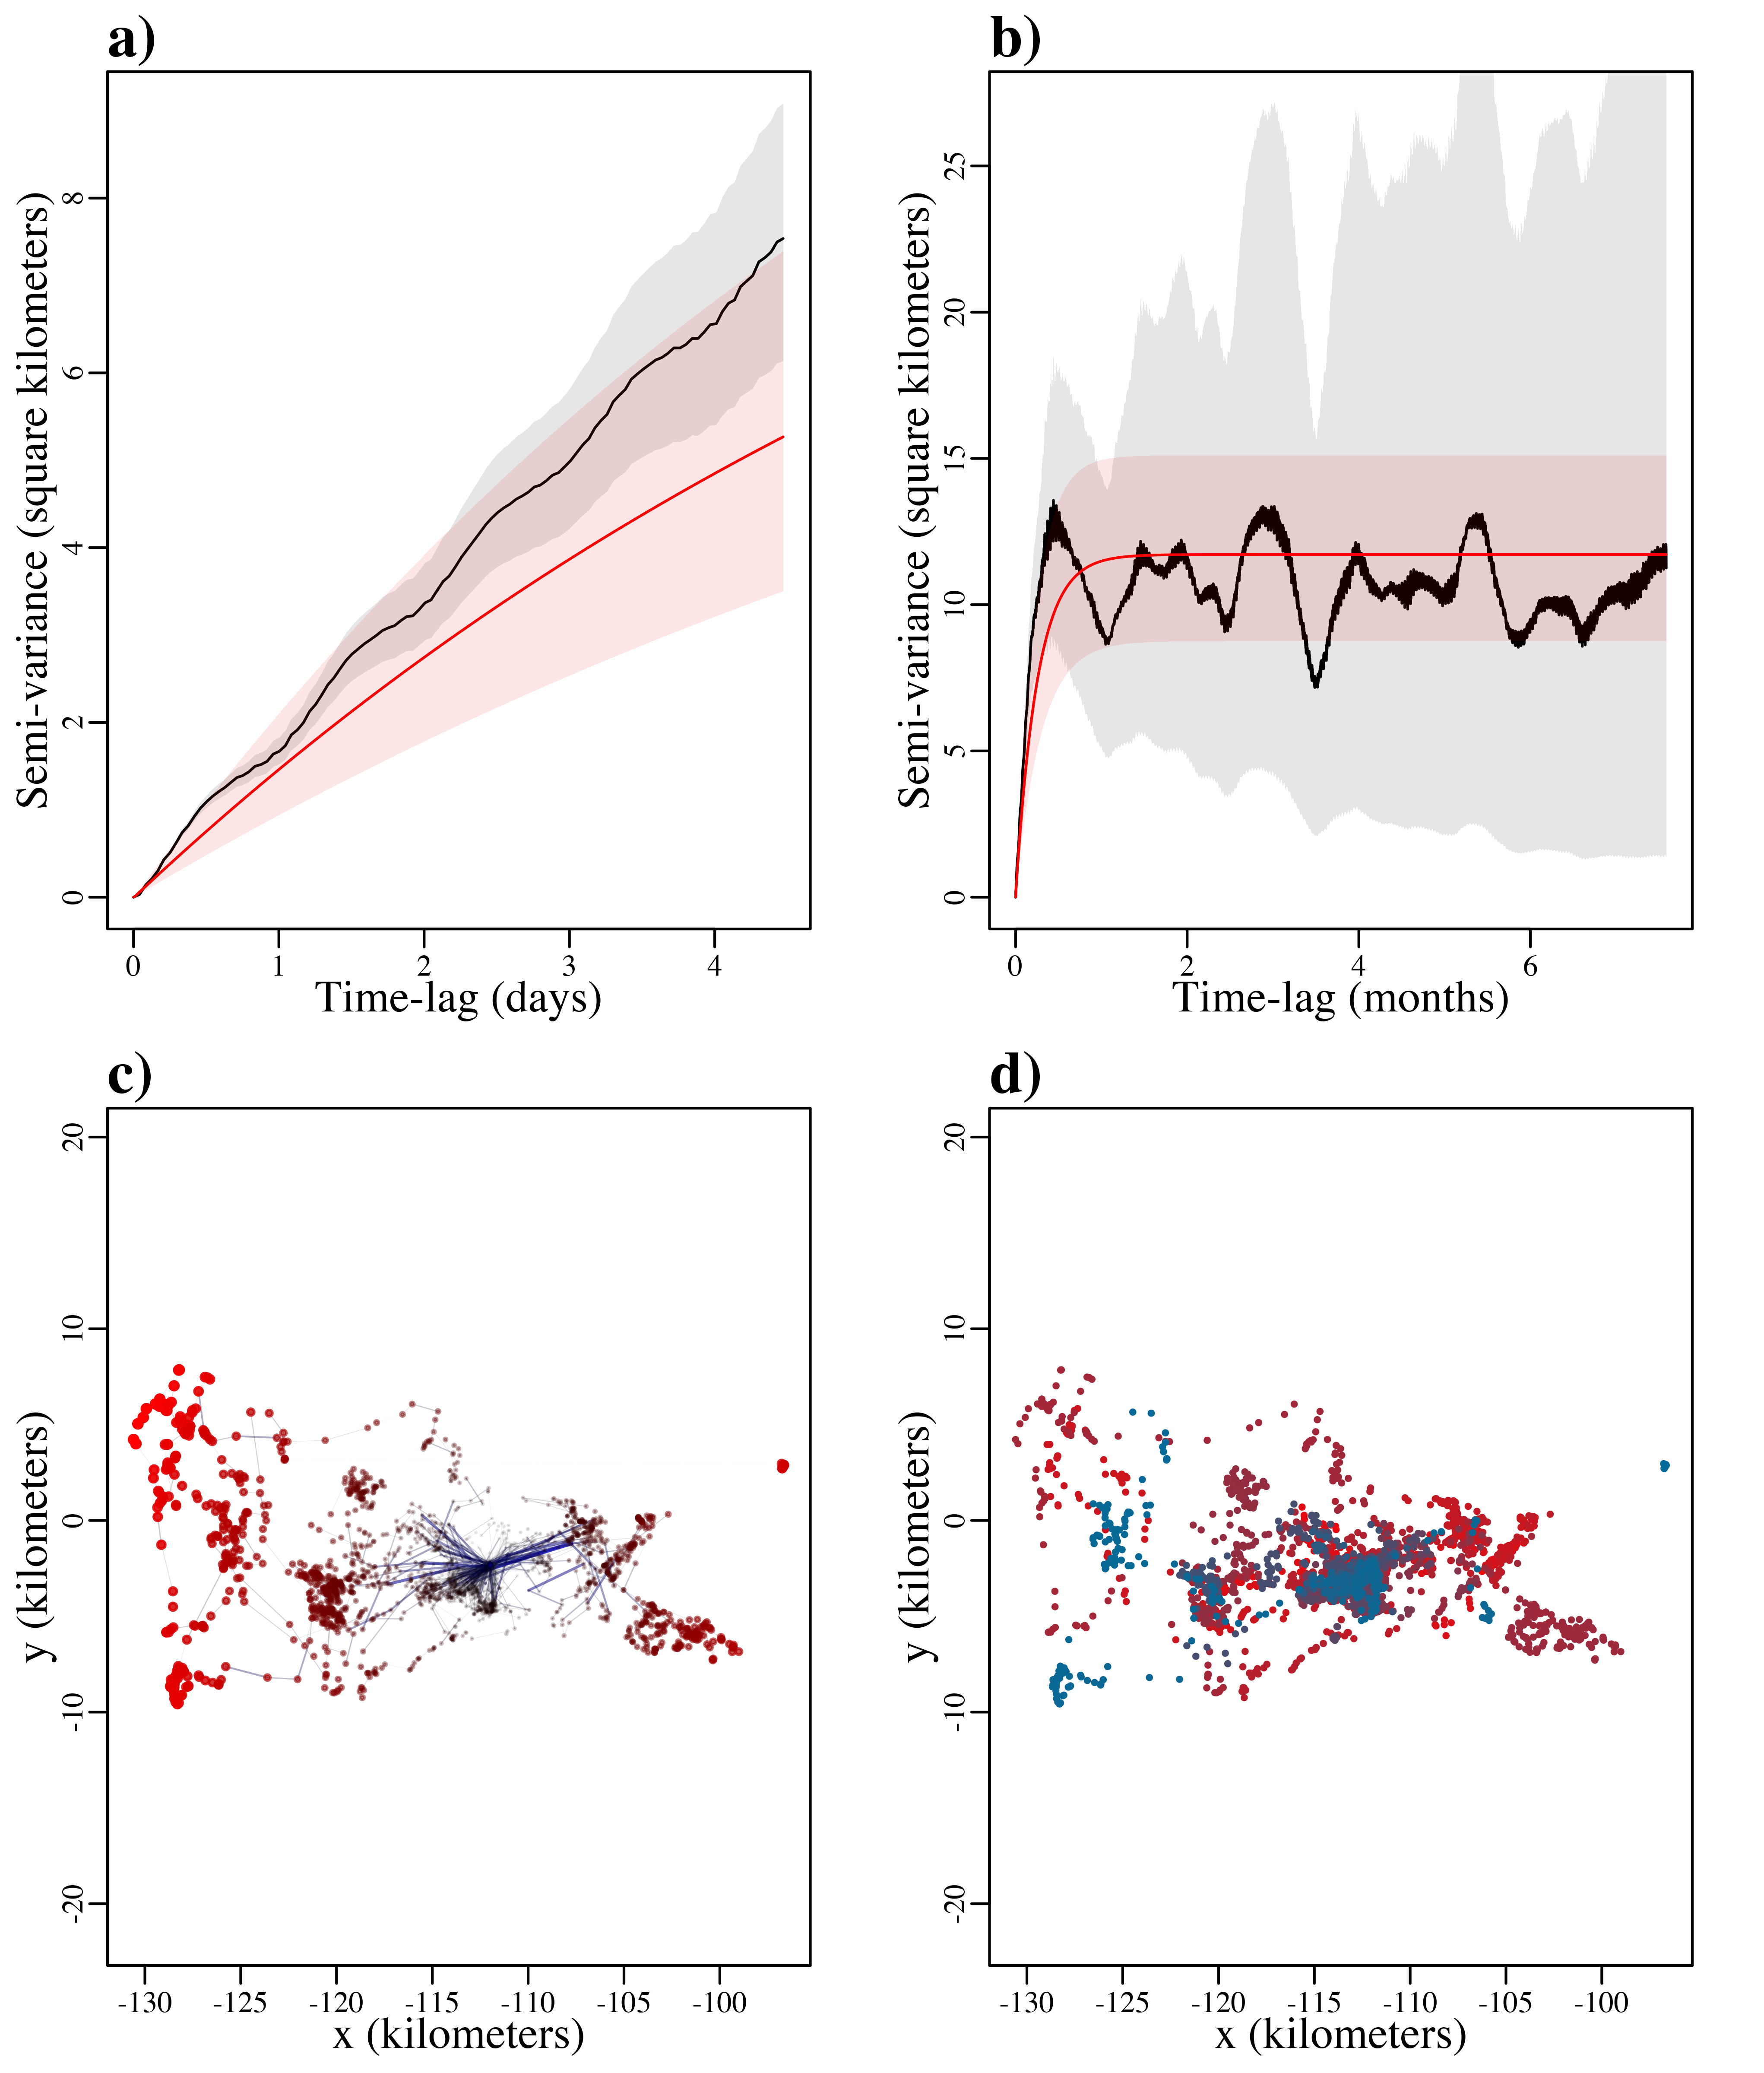 a)
Semi-variance (square kilometers)
0 2 4 6 8
0 1 2 3 4
Time-lag (days)
b)
Semi-variance (square kilometers)
0 5 10 15 20 25
0 2 4 6
Time-lag (months)
c)
y (kilometers)
-20 -10 0 10 20
-130 -125 -120 -115 -110 -105 -100
x (kilometers)
d)
y (kilometers)
-20 -10 0 10 20
-130 -125 -120 -115 -110 -105 -100
x (kilometers)